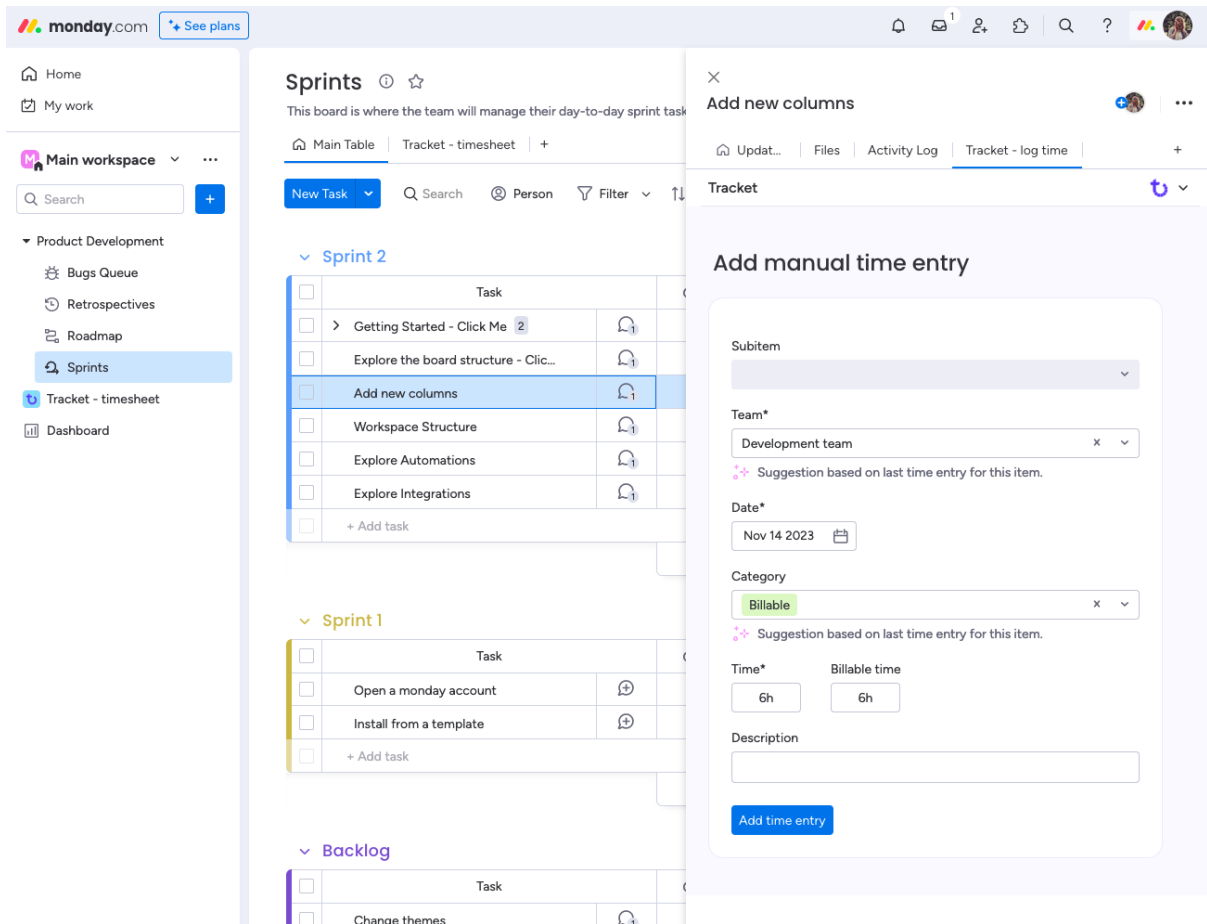 monday.com
See plans
1
Home
My work
M
Main workspace
Search
+
Product Development
Bugs Queue
Retrospectives
Roadmap
Sprints
Tracket - timesheet
Dashboard
Sprints
This board is where the team will manage their day-to-day sprint task
Main Table
Tracket - timesheet
+
New Task
Search
Person
Filter
Sprint 2
Task
Getting Started - Click Me 2
1
Explore the board structure - Clic...
1
Add new columns
1
Workspace Structure
1
Explore Automations
1
Explore Integrations
1
+ Add task
Sprint 1
Task
Open a monday account
Install from a template
+ Add task
Backlog
Task
Change themes
1
Add new columns
Updat...
Files
Activity Log
Tracket - log time
+
Tracket
Add manual time entry
Subitem
Team*
Development team
Suggestion based on last time entry for this item.
Date*
Nov 14 2023
Category
Billable
Suggestion based on last time entry for this item.
Time* Billable time
6h 6h
Description
Add time entry